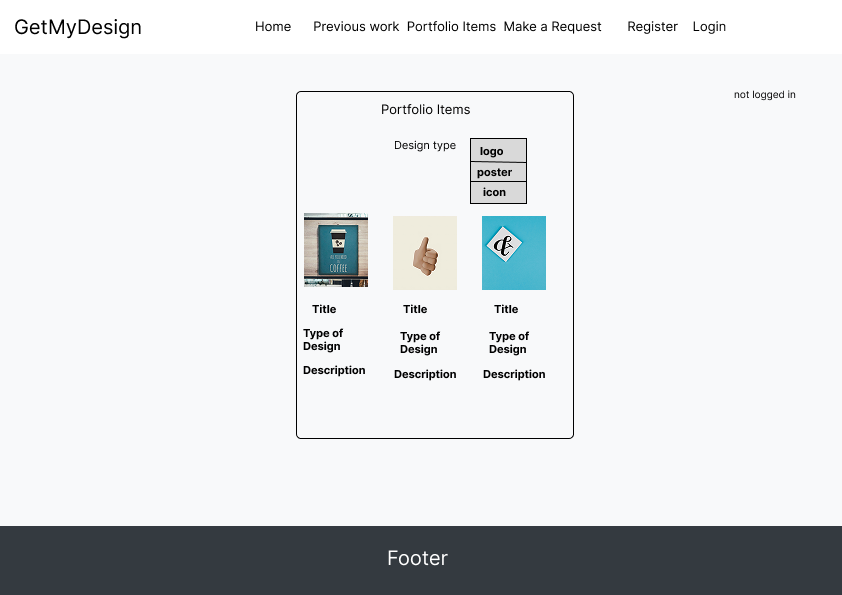 GetMyDesign
Home Previous work Portfolio Items Make a Request Register Login
not logged in
Portfolio Items
Design type
logo
poster
icon
COFFEE
&
Title Title Title
Type of Design Type of Design Type of Design
Description Description Description
Footer